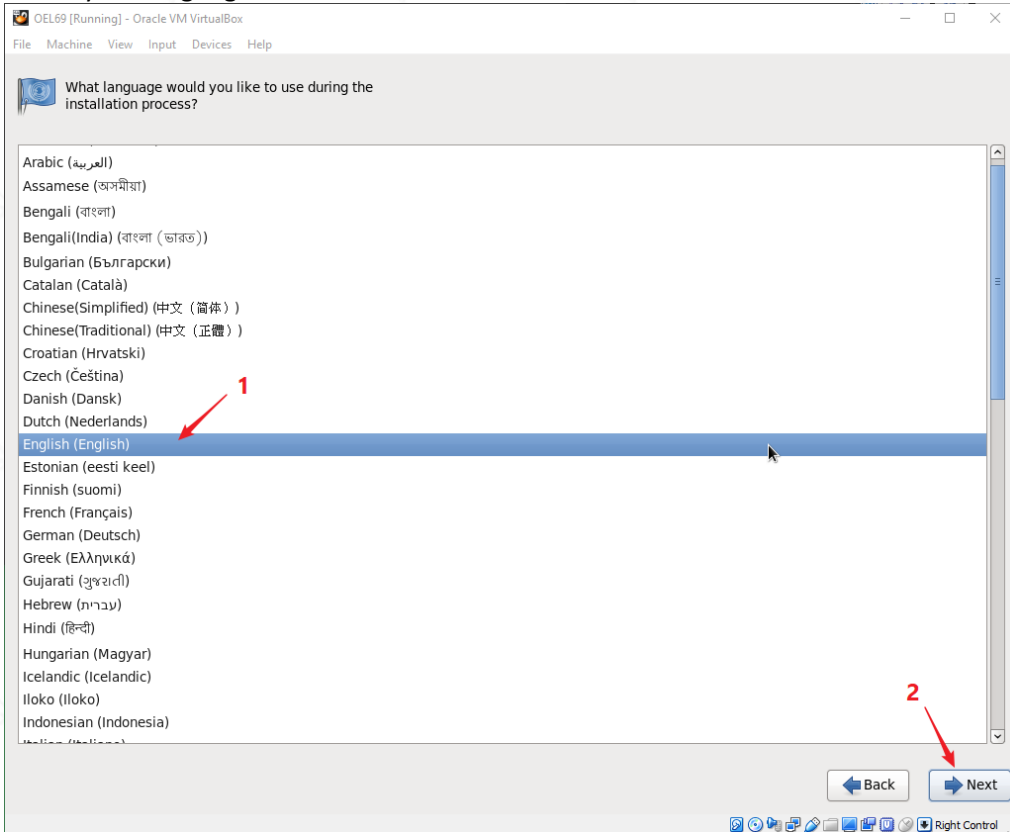 OEL69 [Running] - Oracle VM VirtualBox
File Machine View Input Devices Help
What language would you like to use during the
installation process?
Arabic (العربية)
Assamese (অসমীয়া)
Bengali (বাংলা)
Bengali(India) (বাংলা (ভারত))
Bulgarian (Български)
Catalan (Català)
Chinese(Simplified) (中文（简体）)
Chinese(Traditional) (中文（正體）)
Croatian (Hrvatski)
Czech (Čeština)
1
Danish (Dansk)
Dutch (Nederlands)
English (English)
Estonian (eesti keel)
Finnish (suomi)
French (Français)
German (Deutsch)
Greek (Ελληνικά)
Gujarati (ગુજરાતી)
Hebrew (עברית)
Hindi (हिन्दी)
Hungarian (Magyar)
Icelandic (Icelandic)
Iloko (Iloko)
2
Indonesian (Indonesia)
Back Next
Right Control